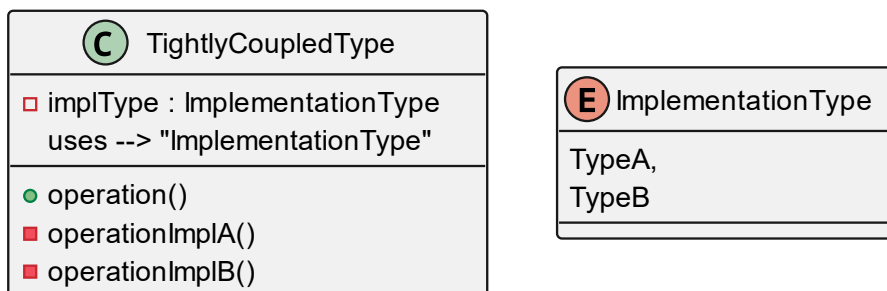 C TightlyCoupledType
implType : ImplementationType
uses --> "ImplementationType"
operation()
operationImplA()
operationImplB()
E ImplementationType
TypeA,
TypeB